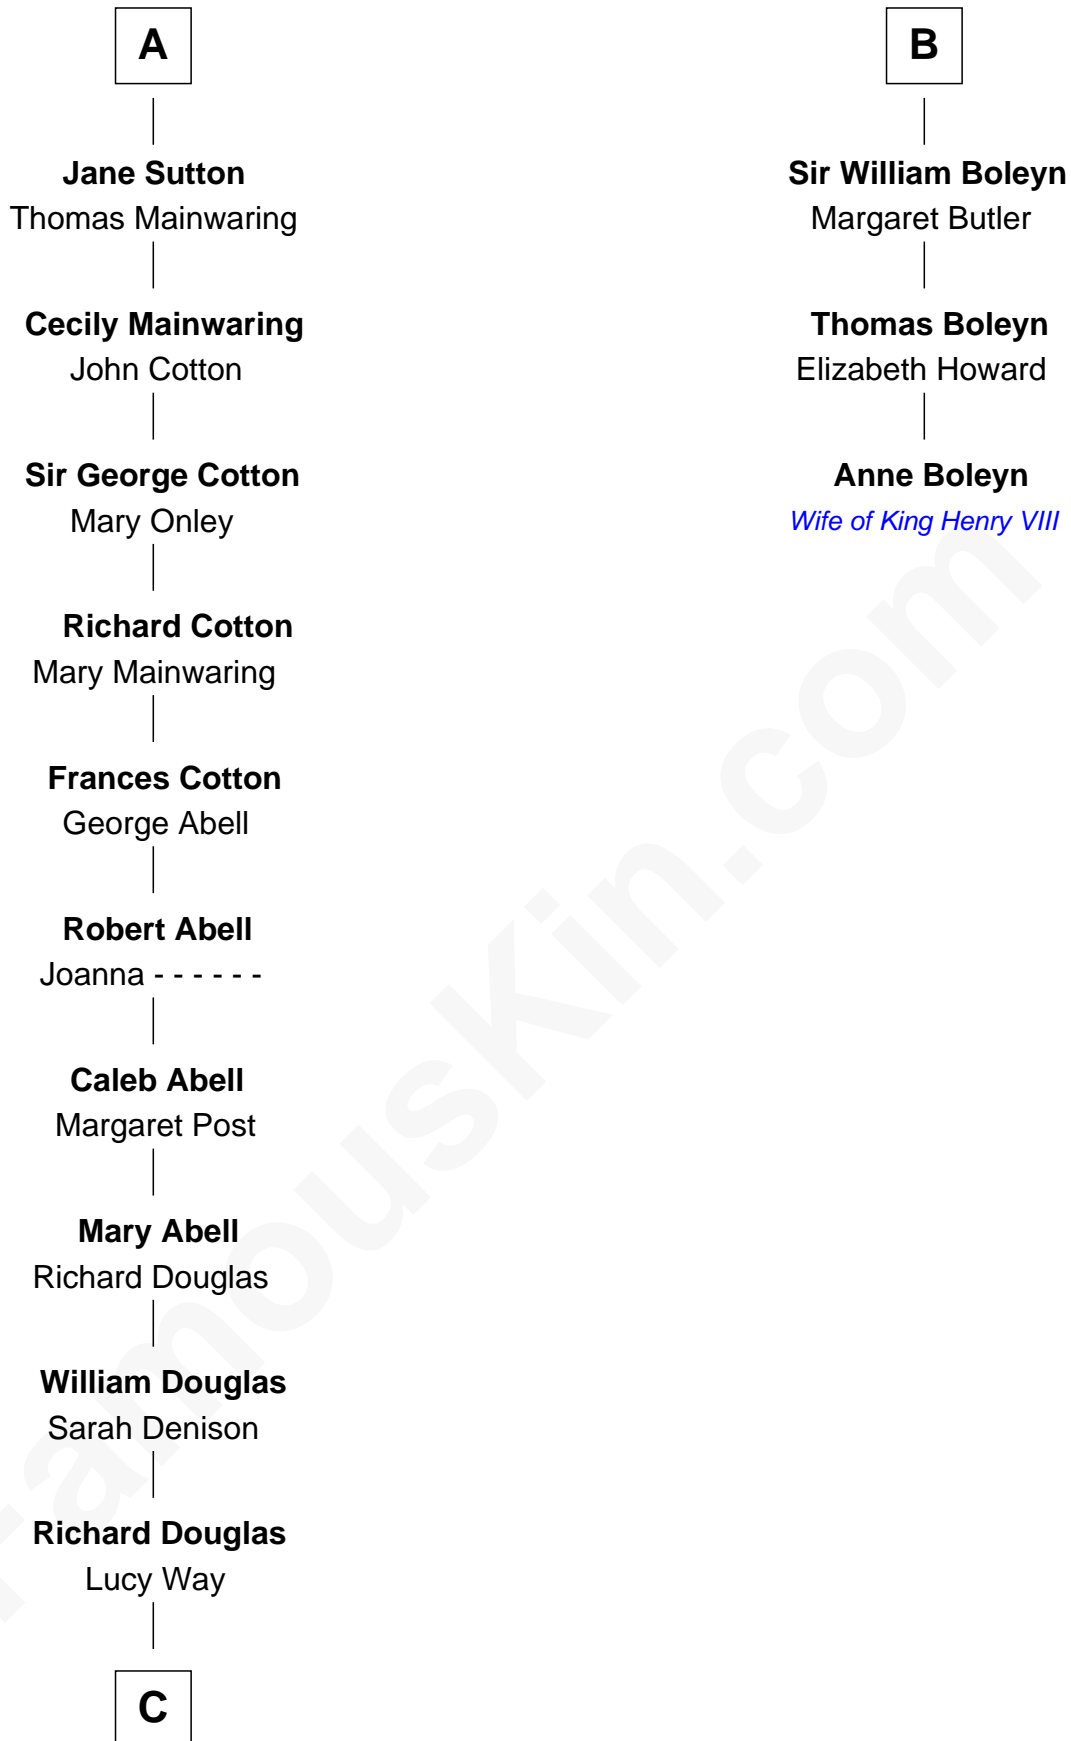 A
Jane Sutton
Thomas Mainwaring
Cecily Mainwaring
John Cotton
Sir George Cotton
Mary Onley
Richard Cotton
Mary Mainwaring
Frances Cotton
George Abell
Robert Abell
Joanna - - - - - -
Caleb Abell
Margaret Post
Mary Abell
Richard Douglas
William Douglas
Sarah Denison
Richard Douglas
Lucy Way
C
B
Sir William Boleyn
Margaret Butler
Thomas Boleyn
Elizabeth Howard
Anne Boleyn
Wife of King Henry VIII
FamousKin.com